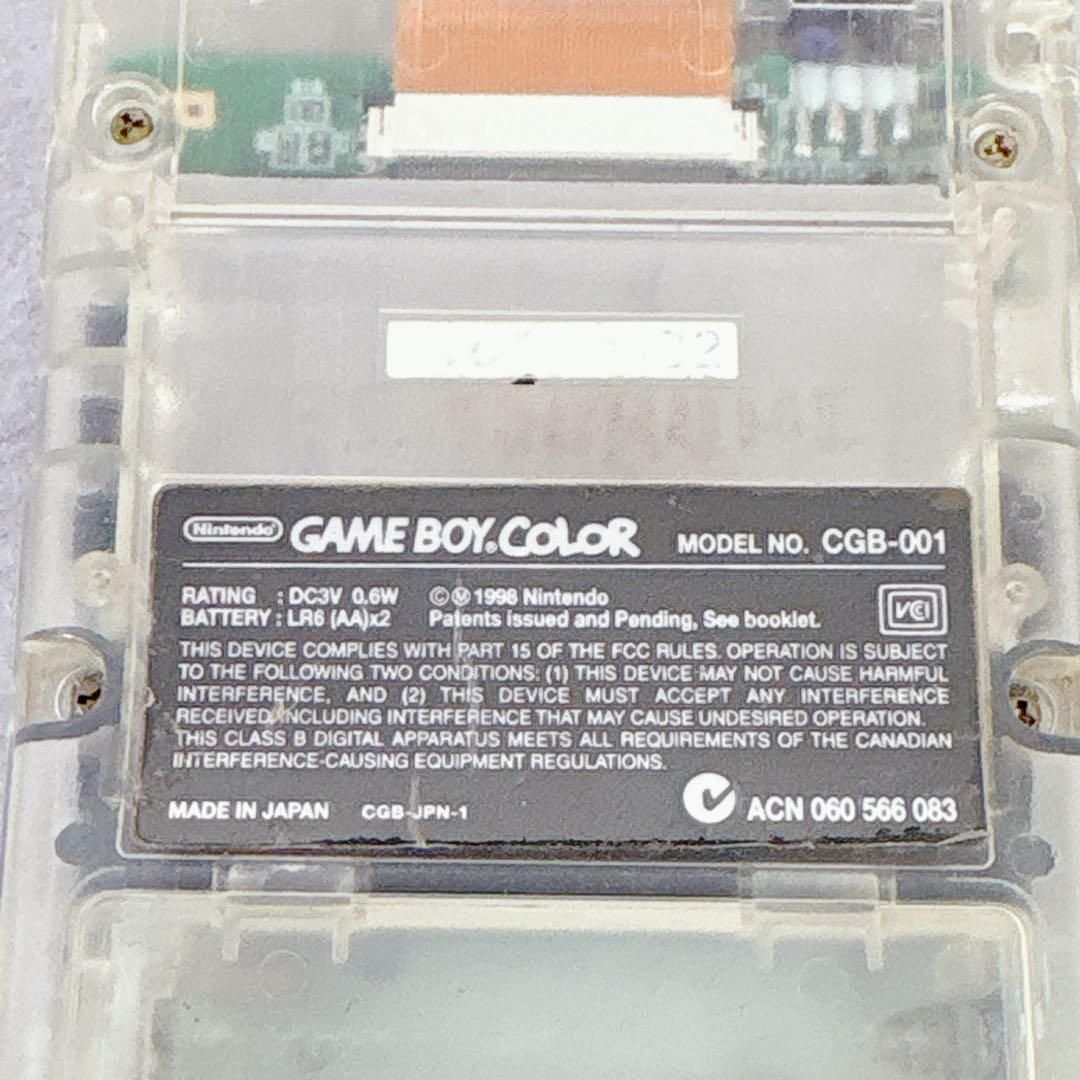 Nintendo GAME BOY COLOR MODEL NO. CGB-001
RATING : DC3V 0.6W ©Ⓜ 1998 Nintendo
BATTERY : LR6 (AA)x2 Patents Issued and Pending, See booklet. VCI
THIS DEVICE COMPLIES WITH PART 15 OF THE FCC RULES. OPERATION IS SUBJECT
TO THE FOLLOWING TWO CONDITIONS: (1) THIS DEVICE MAY NOT CAUSE HARMFUL
INTERFERENCE, AND (2) THIS DEVICE MUST ACCEPT ANY INTERFERENCE
RECEIVED, INCLUDING INTERFERENCE THAT MAY CAUSE UNDESIRED OPERATION.
THIS CLASS B DIGITAL APPARATUS MEETS ALL REQUIREMENTS OF THE CANADIAN
INTERFERENCE-CAUSING EQUIPMENT REGULATIONS.
MADE IN JAPAN CGB-JPN-1 ACN 060 566 083